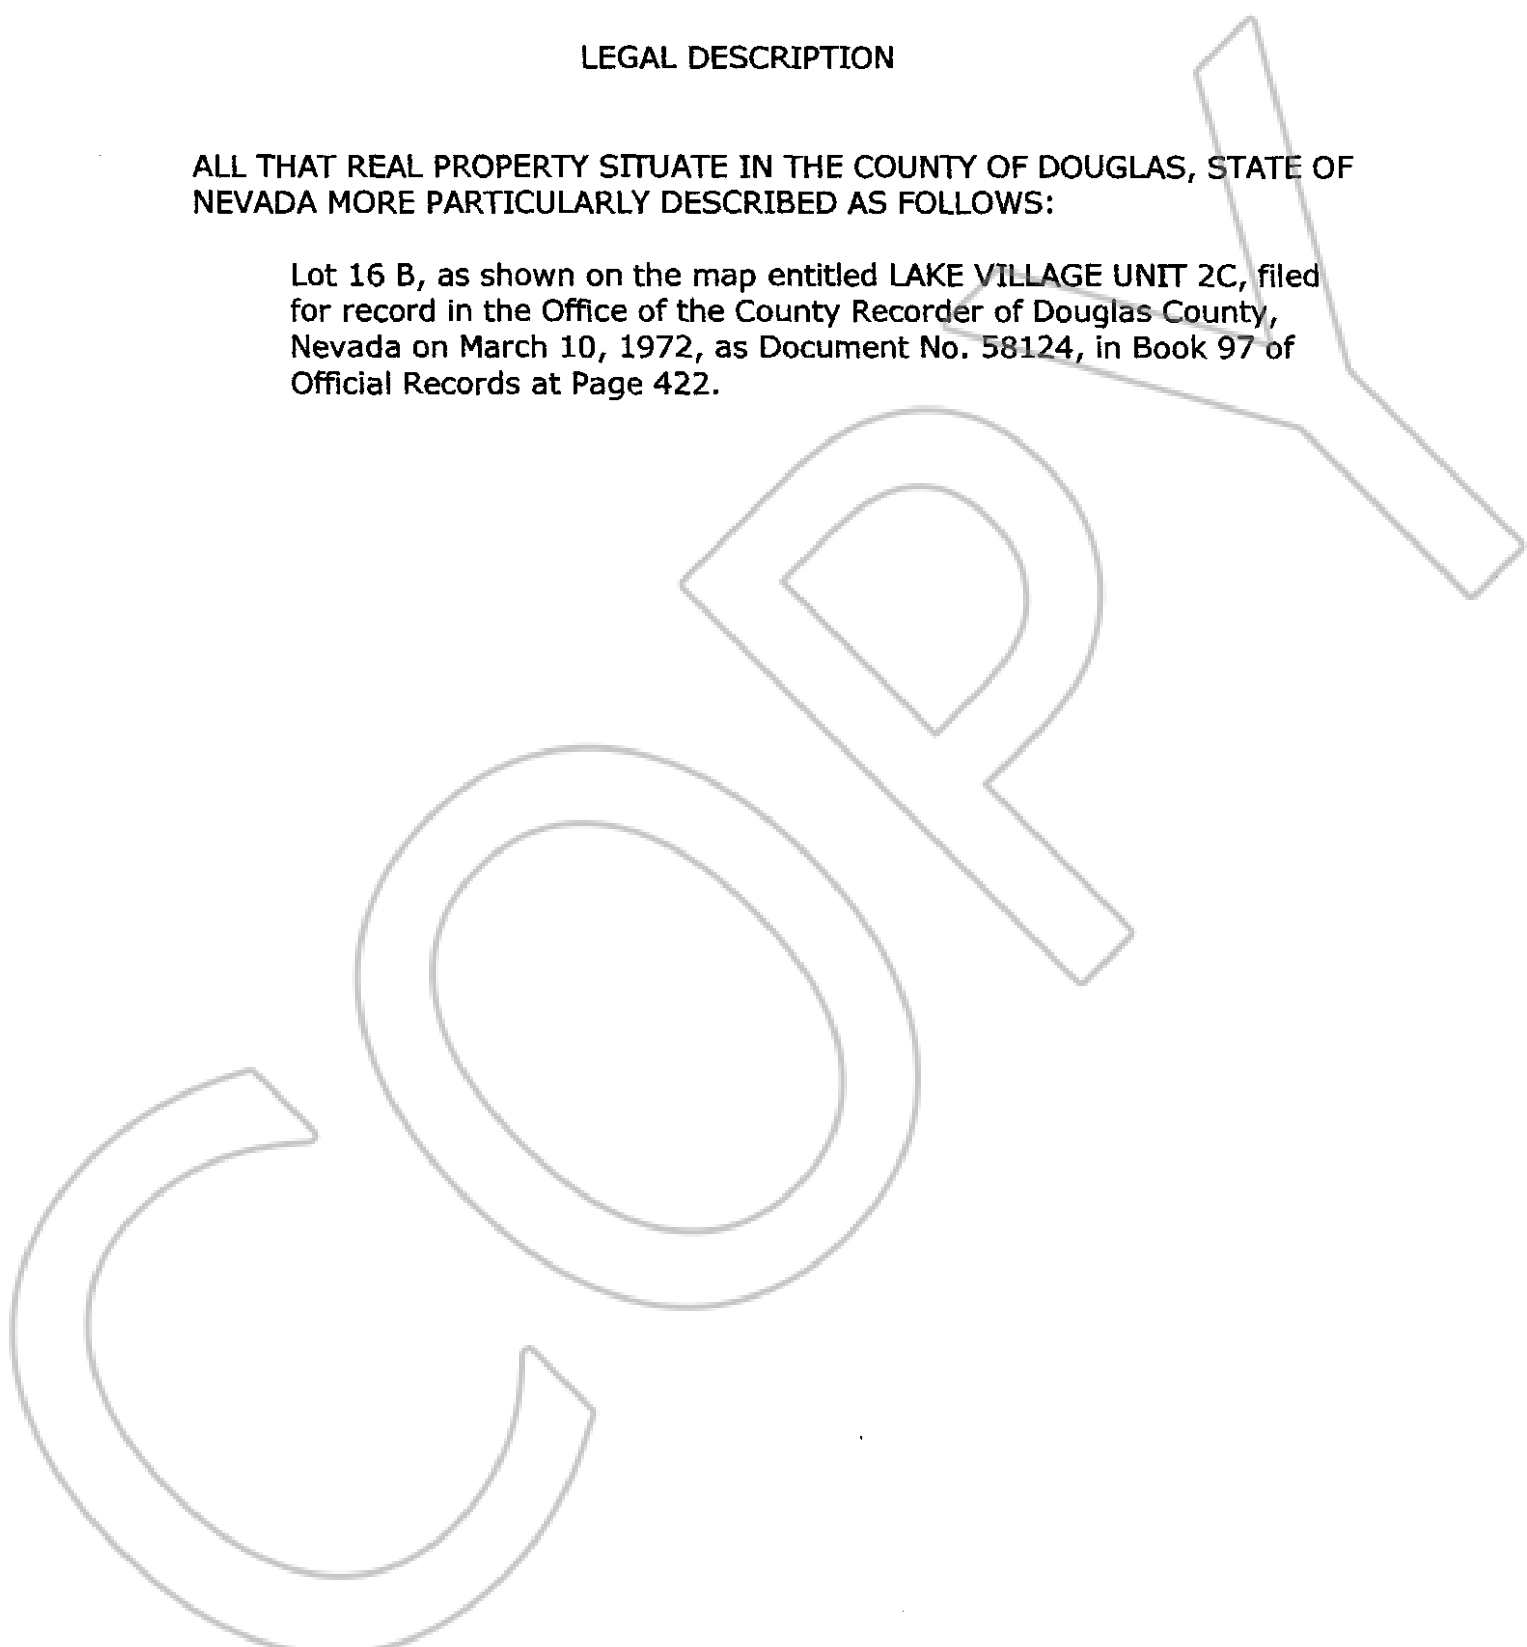 LEGAL DESCRIPTION
ALL THAT REAL PROPERTY SITUATE IN THE COUNTY OF DOUGLAS, STATE OF
NEVADA MORE PARTICULARLY DESCRIBED AS FOLLOWS:
Lot 16 B, as shown on the map entitled LAKE VILLAGE UNIT 2C, filed
for record in the Office of the County Recorder of Douglas County,
Nevada on March 10, 1972, as Document No. 58124, in Book 97 of
Official Records at Page 422.
COPY